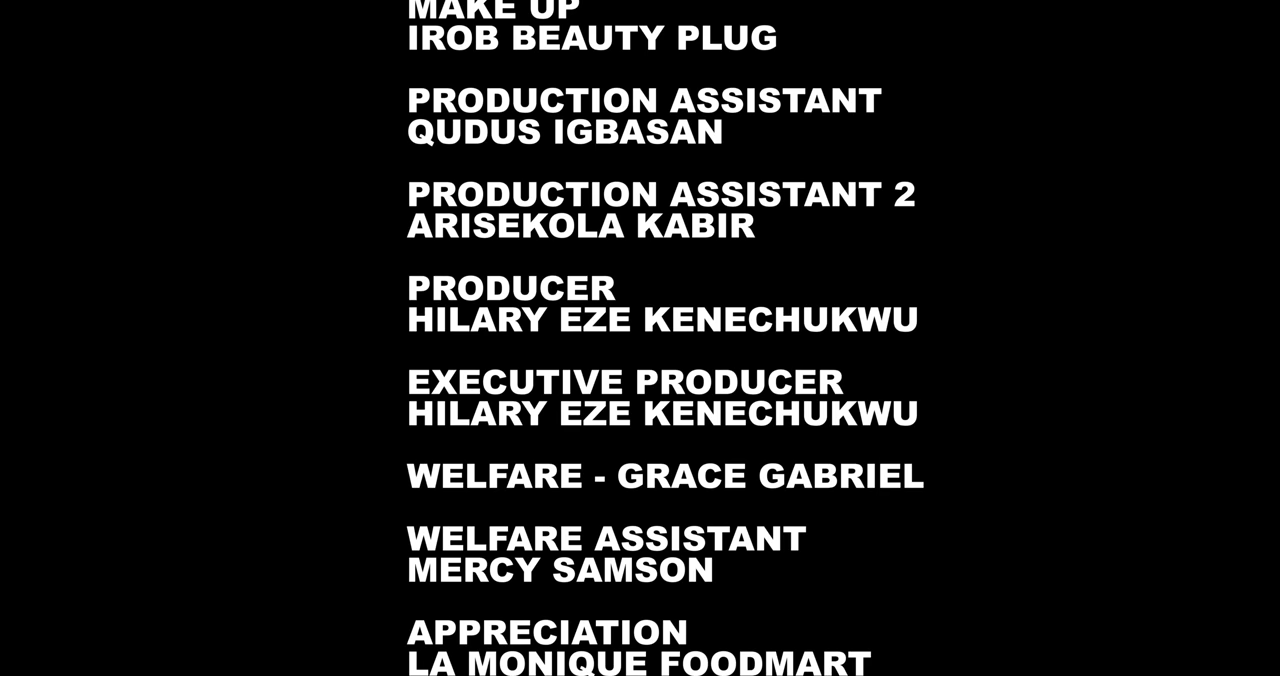 MAKE UP
IROB BEAUTY PLUG
PRODUCTION ASSISTANT
QUDUS IGBASAN
PRODUCTION ASSISTANT 2
ARISEKOLA KABIR
PRODUCER
HILARY EZE KENECHUKWU
EXECUTIVE PRODUCER
HILARY EZE KENECHUKWU
WELFARE - GRACE GABRIEL
WELFARE ASSISTANT
MERCY SAMSON
APPRECIATION
LA MONIQUE FOODMART